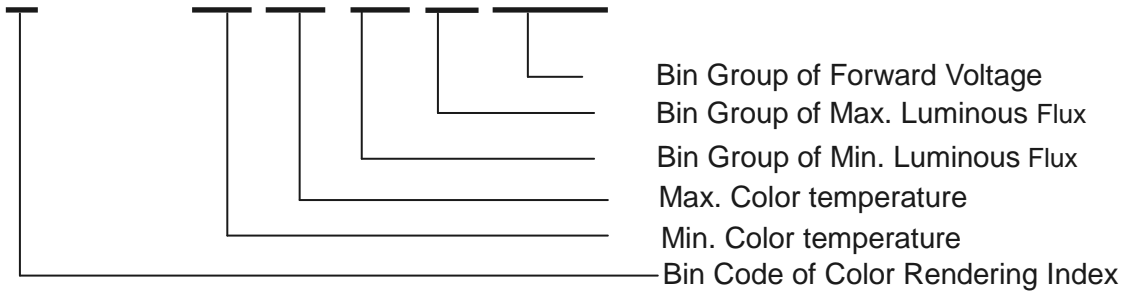 Bin Group of Forward Voltage
Bin Group of Max. Luminous Flux
Bin Group of Min. Luminous Flux
Max. Color temperature
Min. Color temperature
Bin Code of Color Rendering Index